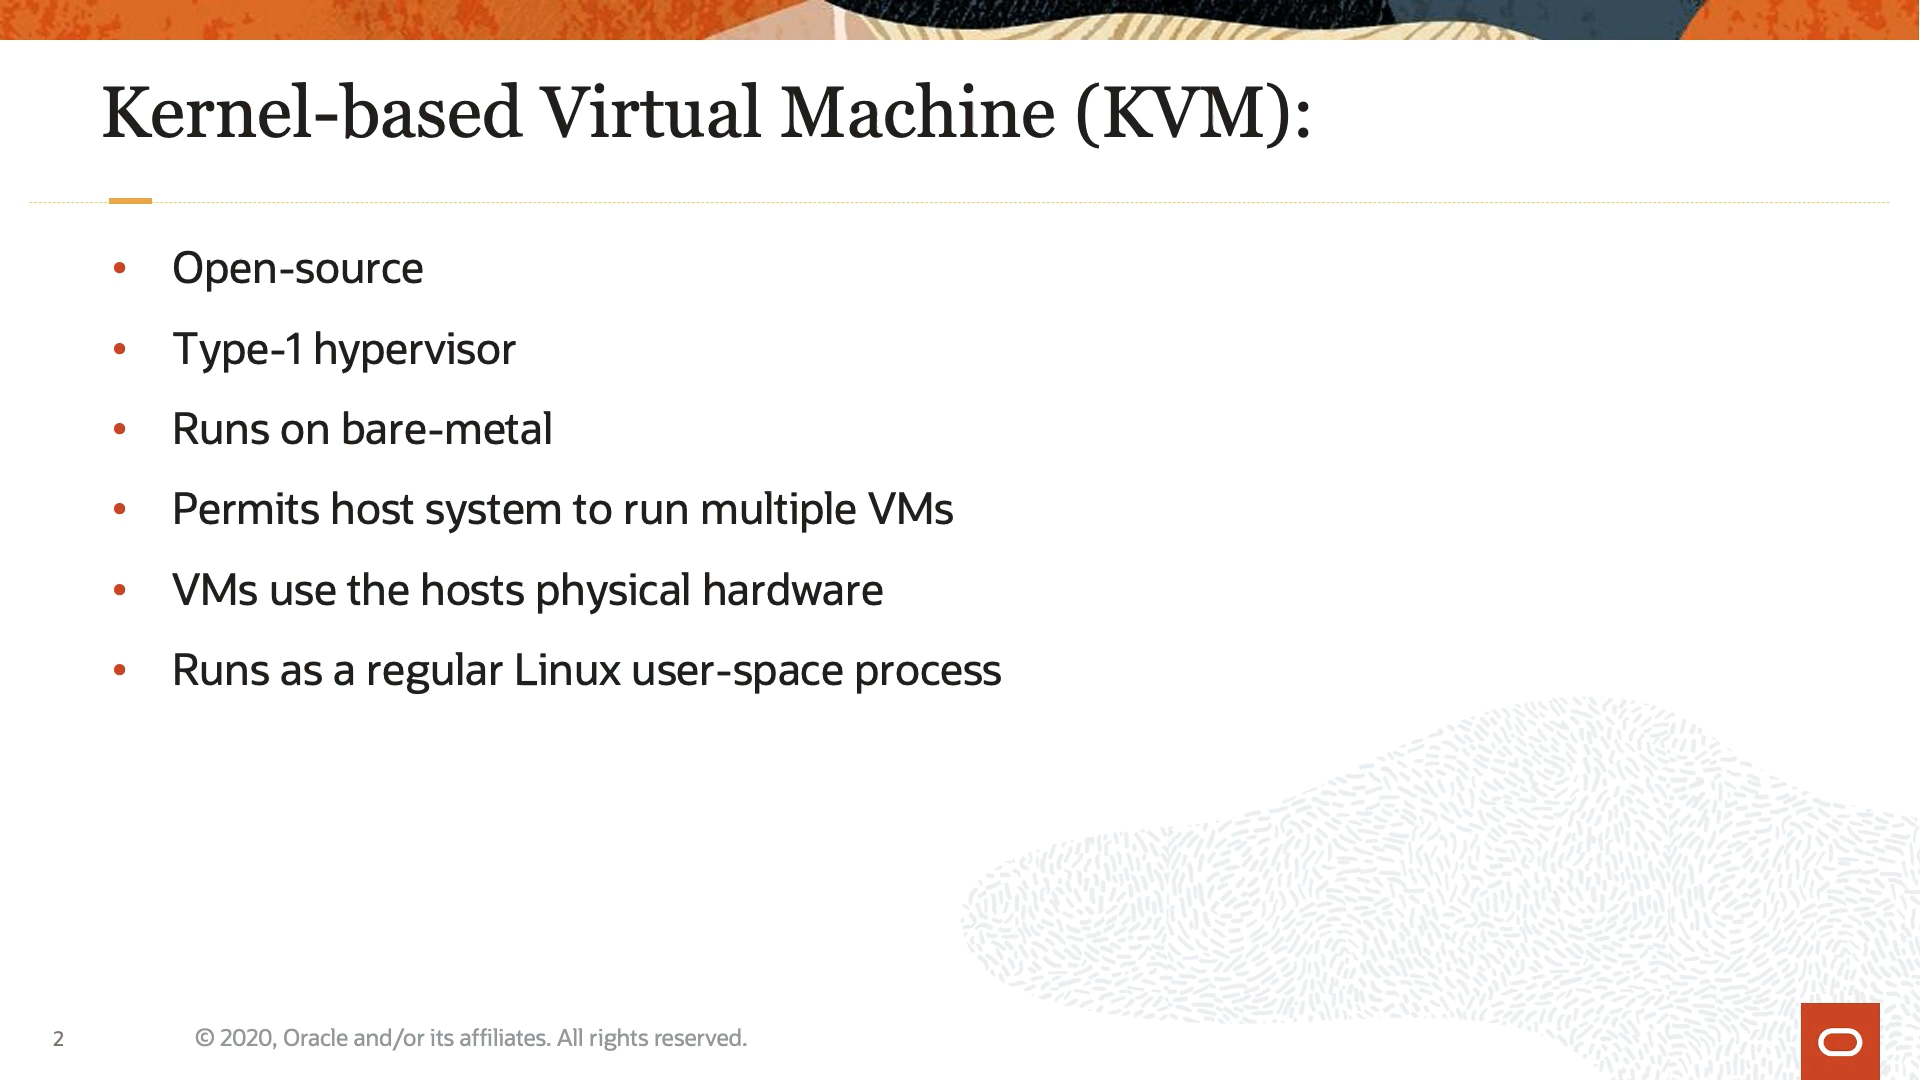 Kernel-based Virtual Machine (KVM):
• Open-source
• Type-1 hypervisor
• Runs on bare-metal
• Permits host system to run multiple VMs
• VMs use the hosts physical hardware
• Runs as a regular Linux user-space process
2 © 2020, Oracle and/or its affiliates. All rights reserved.